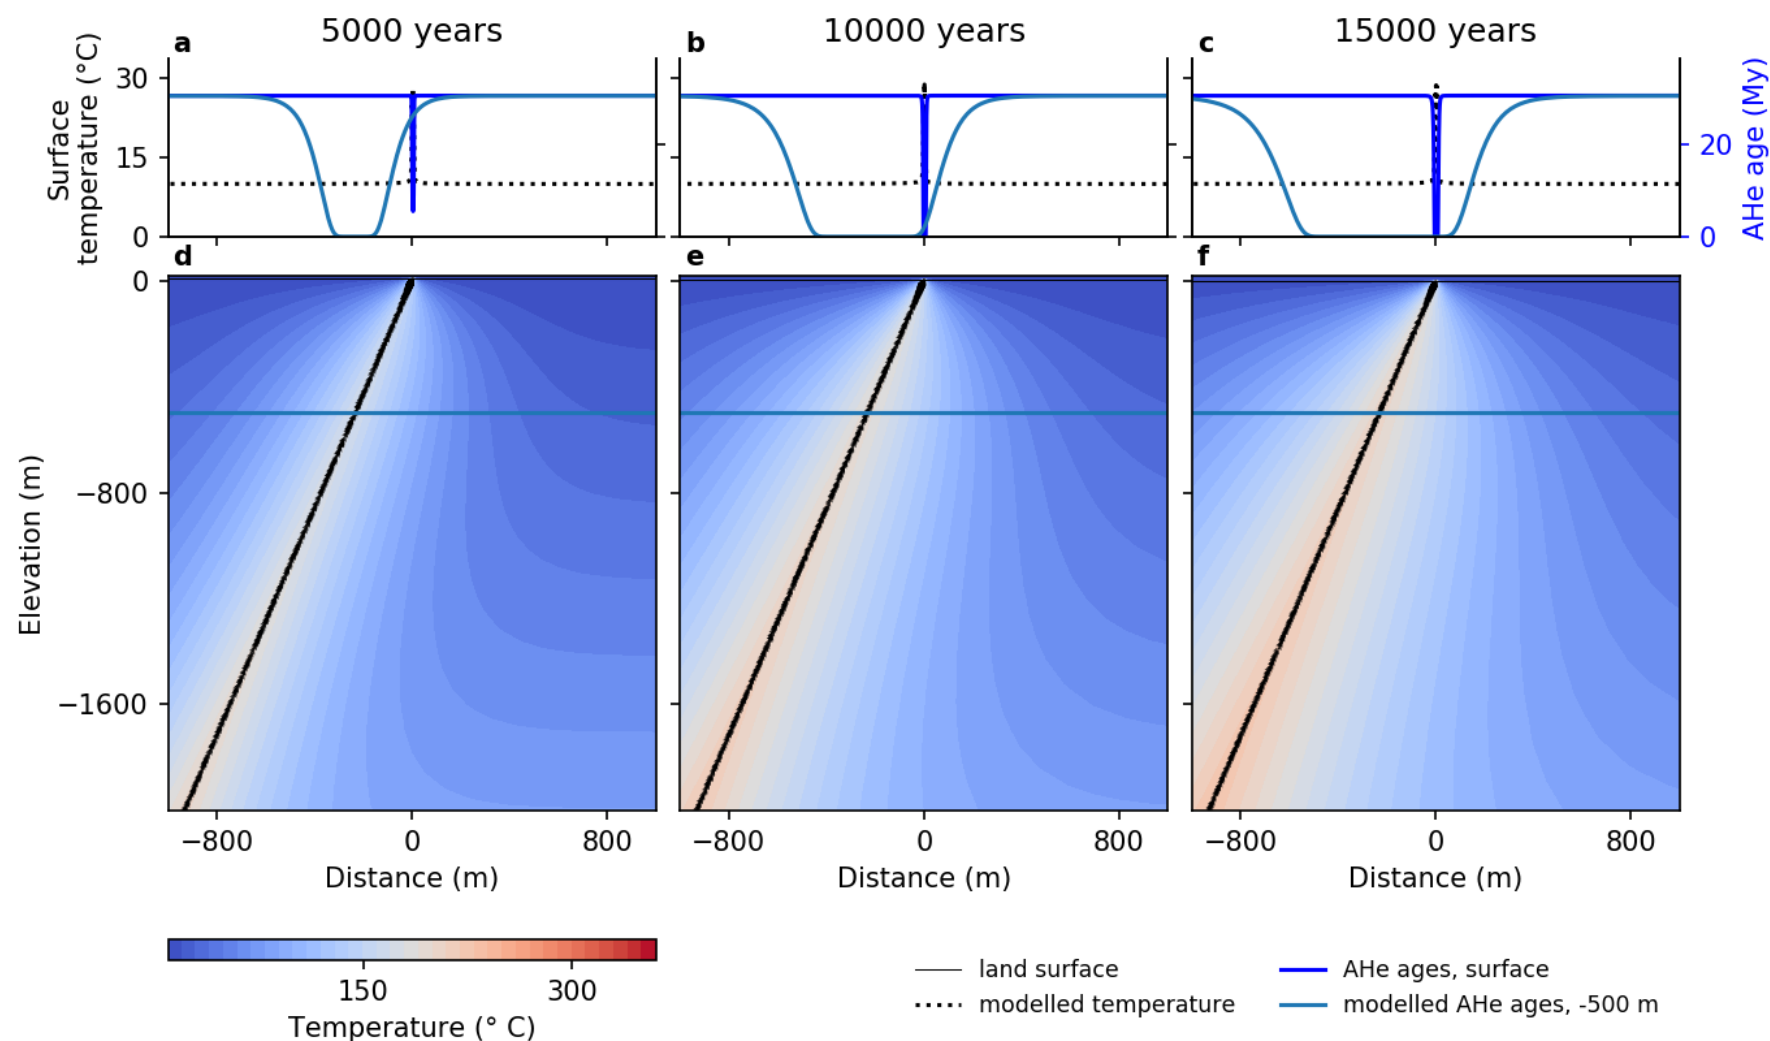 5000 years
10000 years
15000 years
a
b
c
Surface
temperature (°C)
30
15
0
20
0
AHe age (My)
d
e
f
Elevation (m)
0
−800
−1600
−800
0
800
−800
0
800
−800
0
800
Distance (m)
Distance (m)
Distance (m)
150
300
Temperature (° C)
land surface
modelled temperature
AHe ages, surface
modelled AHe ages, -500 m